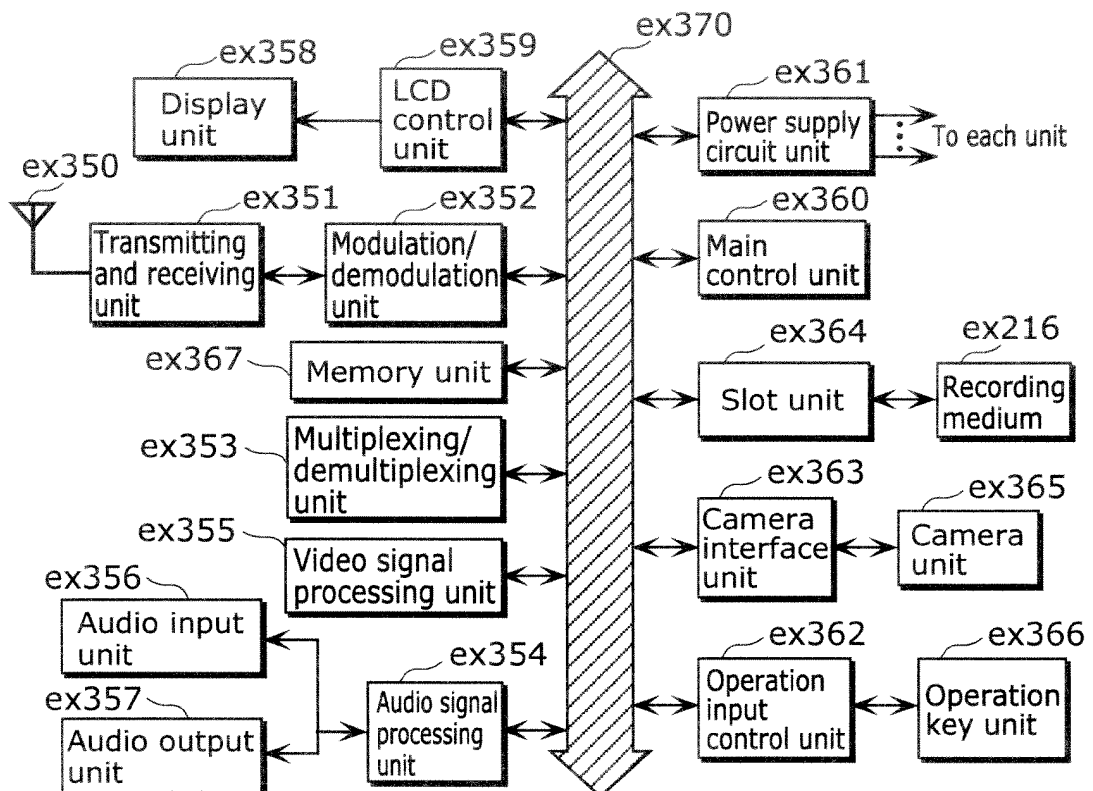 ex358
ex359
ex370
ex361
Display
unit
LCD
control
unit
Power supply
circuit unit
To each unit
ex350
ex351
ex352
ex360
Transmitting
and receiving
unit
Modulation/
demodulation
unit
Main
control unit
ex367
Memory unit
ex364
ex216
Slot unit
Recording
medium
ex353
Multiplexing/
demultiplexing
unit
ex363
ex365
Camera
interface
unit
Camera
unit
ex355
Video signal
processing unit
ex356
Audio input
unit
ex354
ex362
ex366
ex357
Audio output
unit
Audio signal
processing
unit
Operation
input
control unit
Operation
key unit